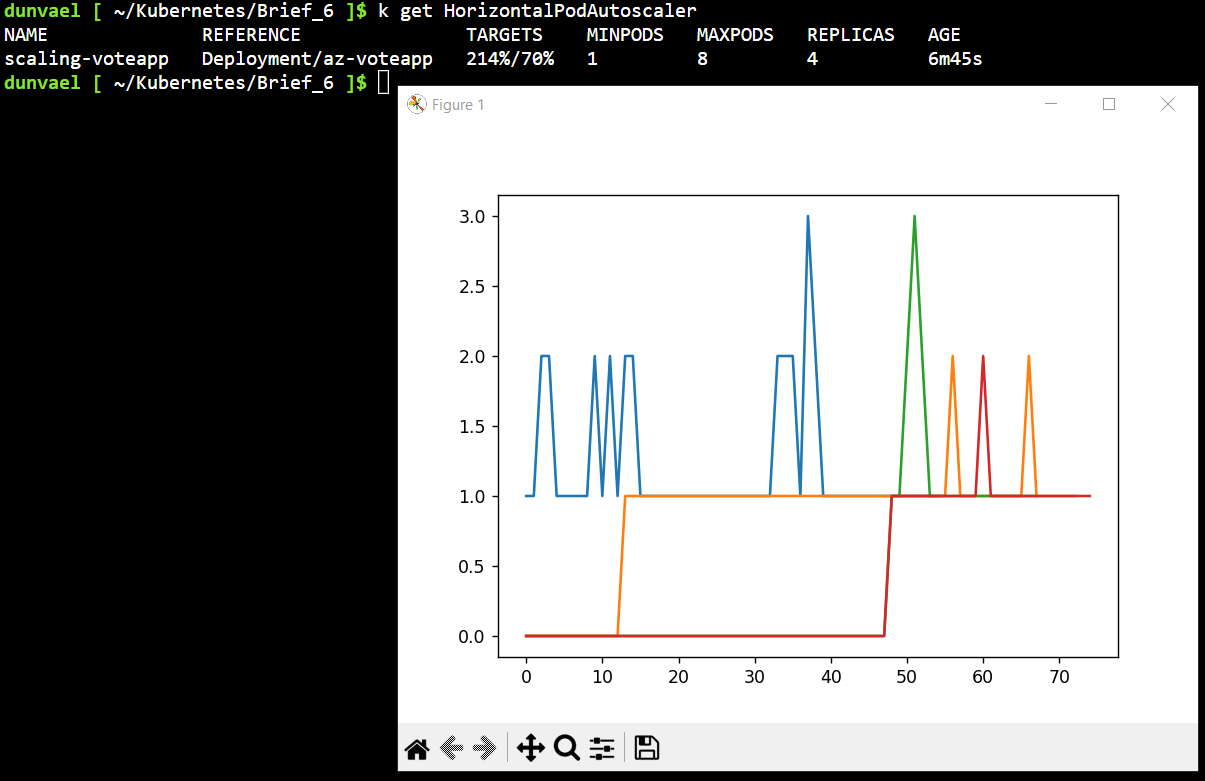 dunvael [ ~/Kubernetes/Brief_6 ]$ k get HorizontalPodAutoscaler
NAME REFERENCE TARGETS MINPODS MAXPODS REPLICAS AGE
scaling-voteapp Deployment/az-voteapp 214%/70% 1 8 4 6m45s
dunvael [ ~/Kubernetes/Brief_6 ]$
Figure 1
3.0
2.5
2.0
1.5
1.0
0.5
0.0
0 10 20 30 40 50 60 70